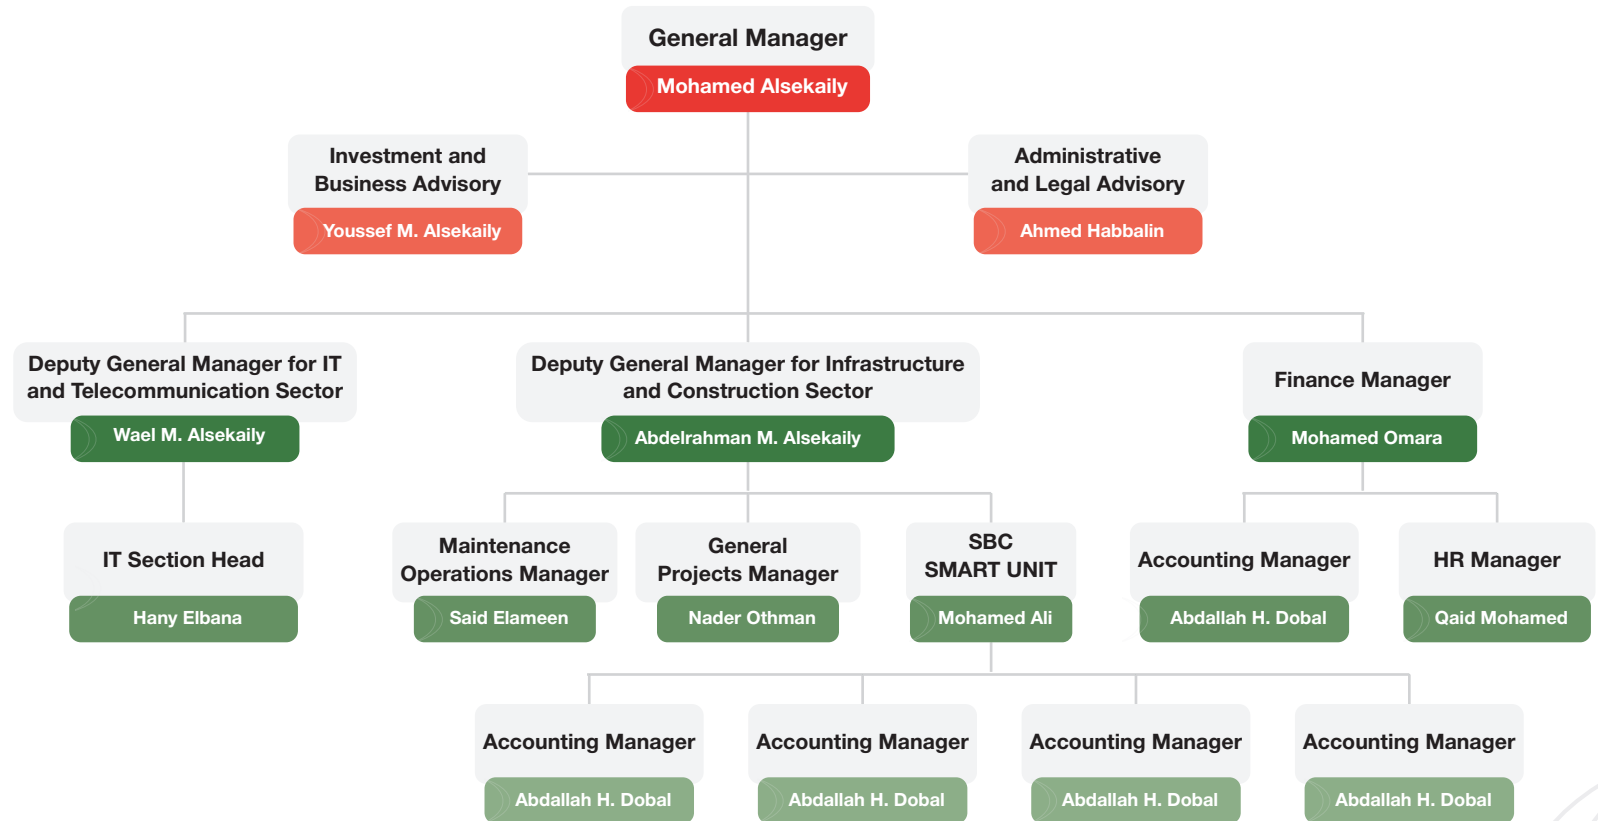 General Manager
Mohamed Alsekaily
Investment and
Business Advisory
Youssef M. Alsekaily
Administrative
and Legal Advisory
Ahmed Habbalin
Deputy General Manager for IT
and Telecommunication Sector
Wael M. Alsekaily
Deputy General Manager for Infrastructure
and Construction Sector
Abdelrahman M. Alsekaily
Finance Manager
Mohamed Omara
IT Section Head
Hany Elbana
Maintenance
Operations Manager
Said Elameen
General
Projects Manager
Nader Othman
SBC
SMART UNIT
Mohamed Ali
Accounting Manager
Abdallah H. Dobal
HR Manager
Qaid Mohamed
Accounting Manager
Abdallah H. Dobal
Accounting Manager
Abdallah H. Dobal
Accounting Manager
Abdallah H. Dobal
Accounting Manager
Abdallah H. Dobal